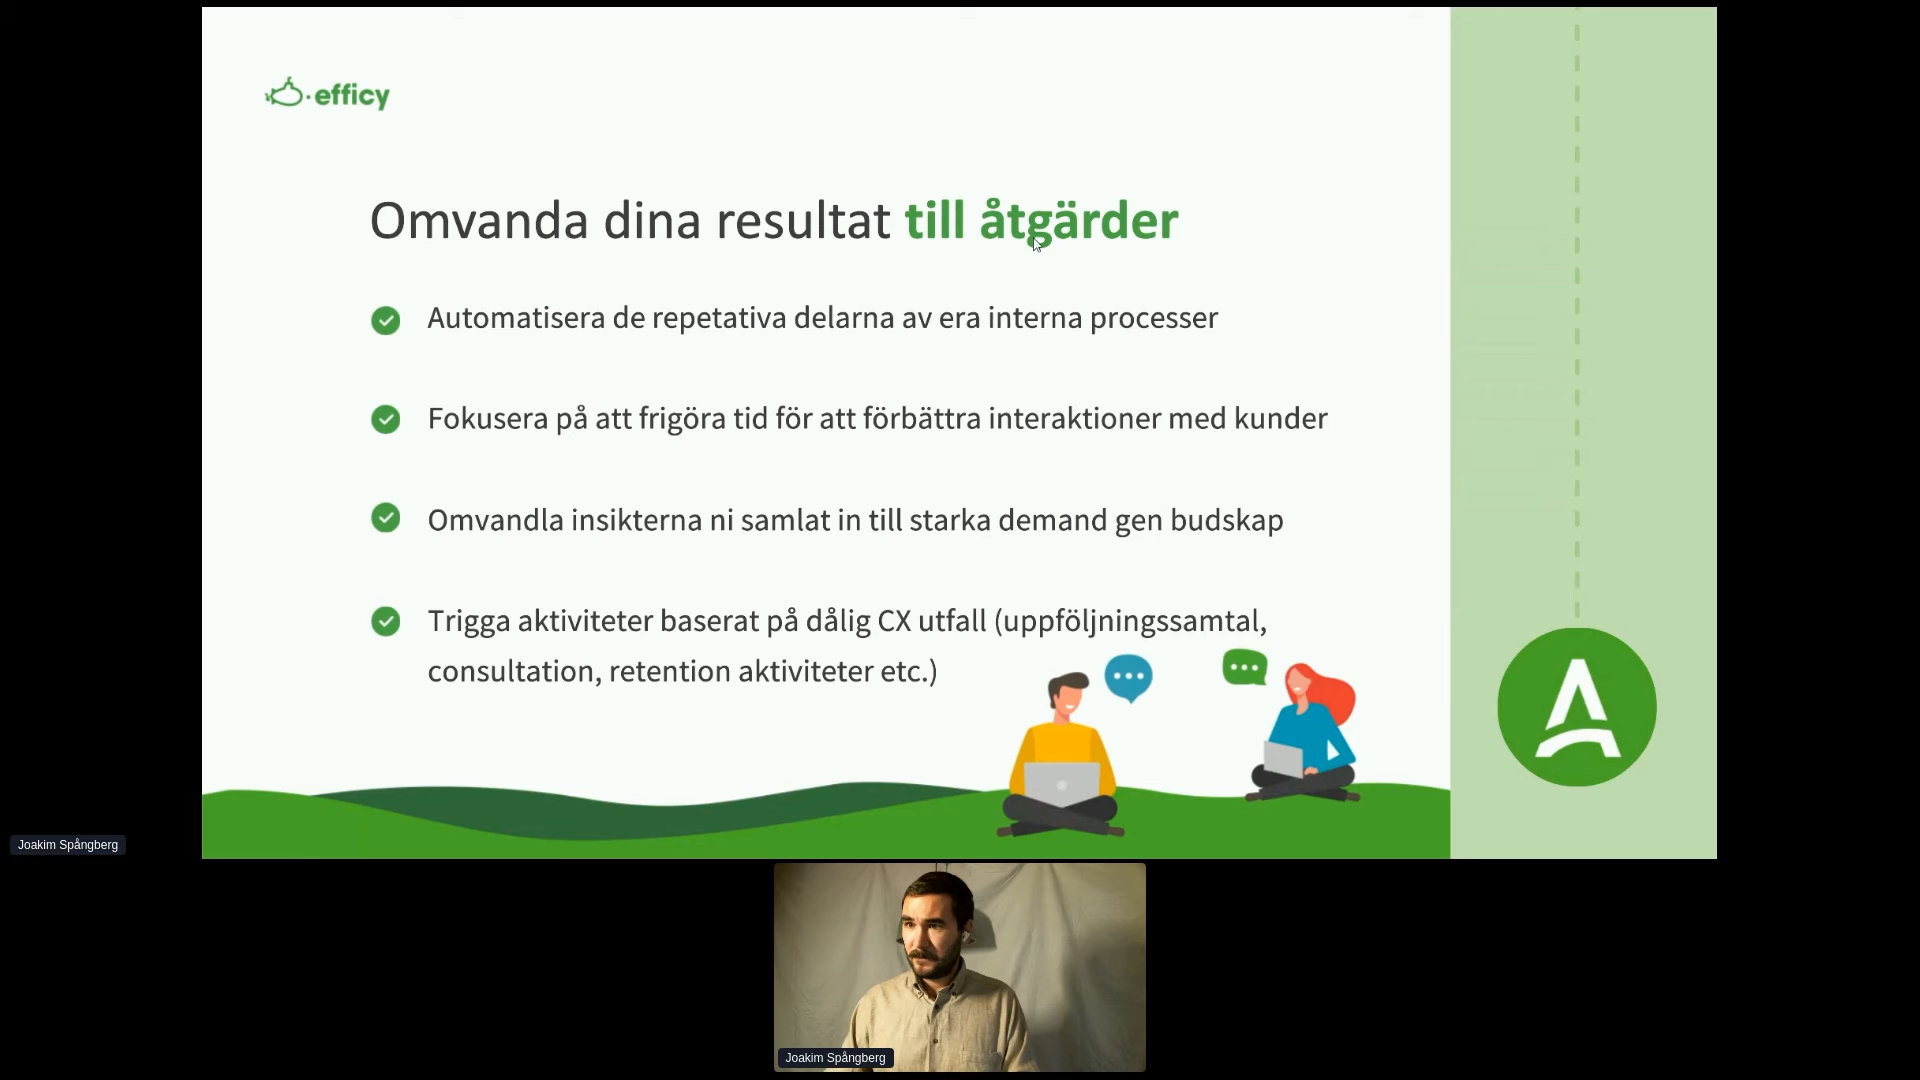 efficy
Omvanda dina resultat till åtgärder
Automatisera de repetativa delarna av era interna processer
Fokusera på att frigöra tid för att förbättra interaktioner med kunder
Omvandla insikterna ni samlat in till starka demand gen budskap
Trigga aktiviteter baserat på dålig CX utfall (uppföljningssamtal,
consultation, retention aktiviteter etc.)
Joakim Spångberg
Joakim Spångberg